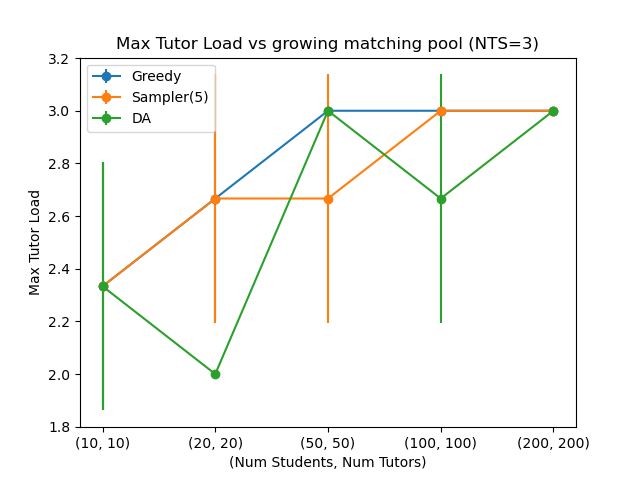 Max Tutor Load vs growing matching pool (NTS=3)
Greedy
Sampler(5)
DA
Max Tutor Load
3.2
3.0
2.8
2.6
2.4
2.2
2.0
1.8
(10, 10) (20, 20) (50, 50) (100, 100) (200, 200)
(Num Students, Num Tutors)